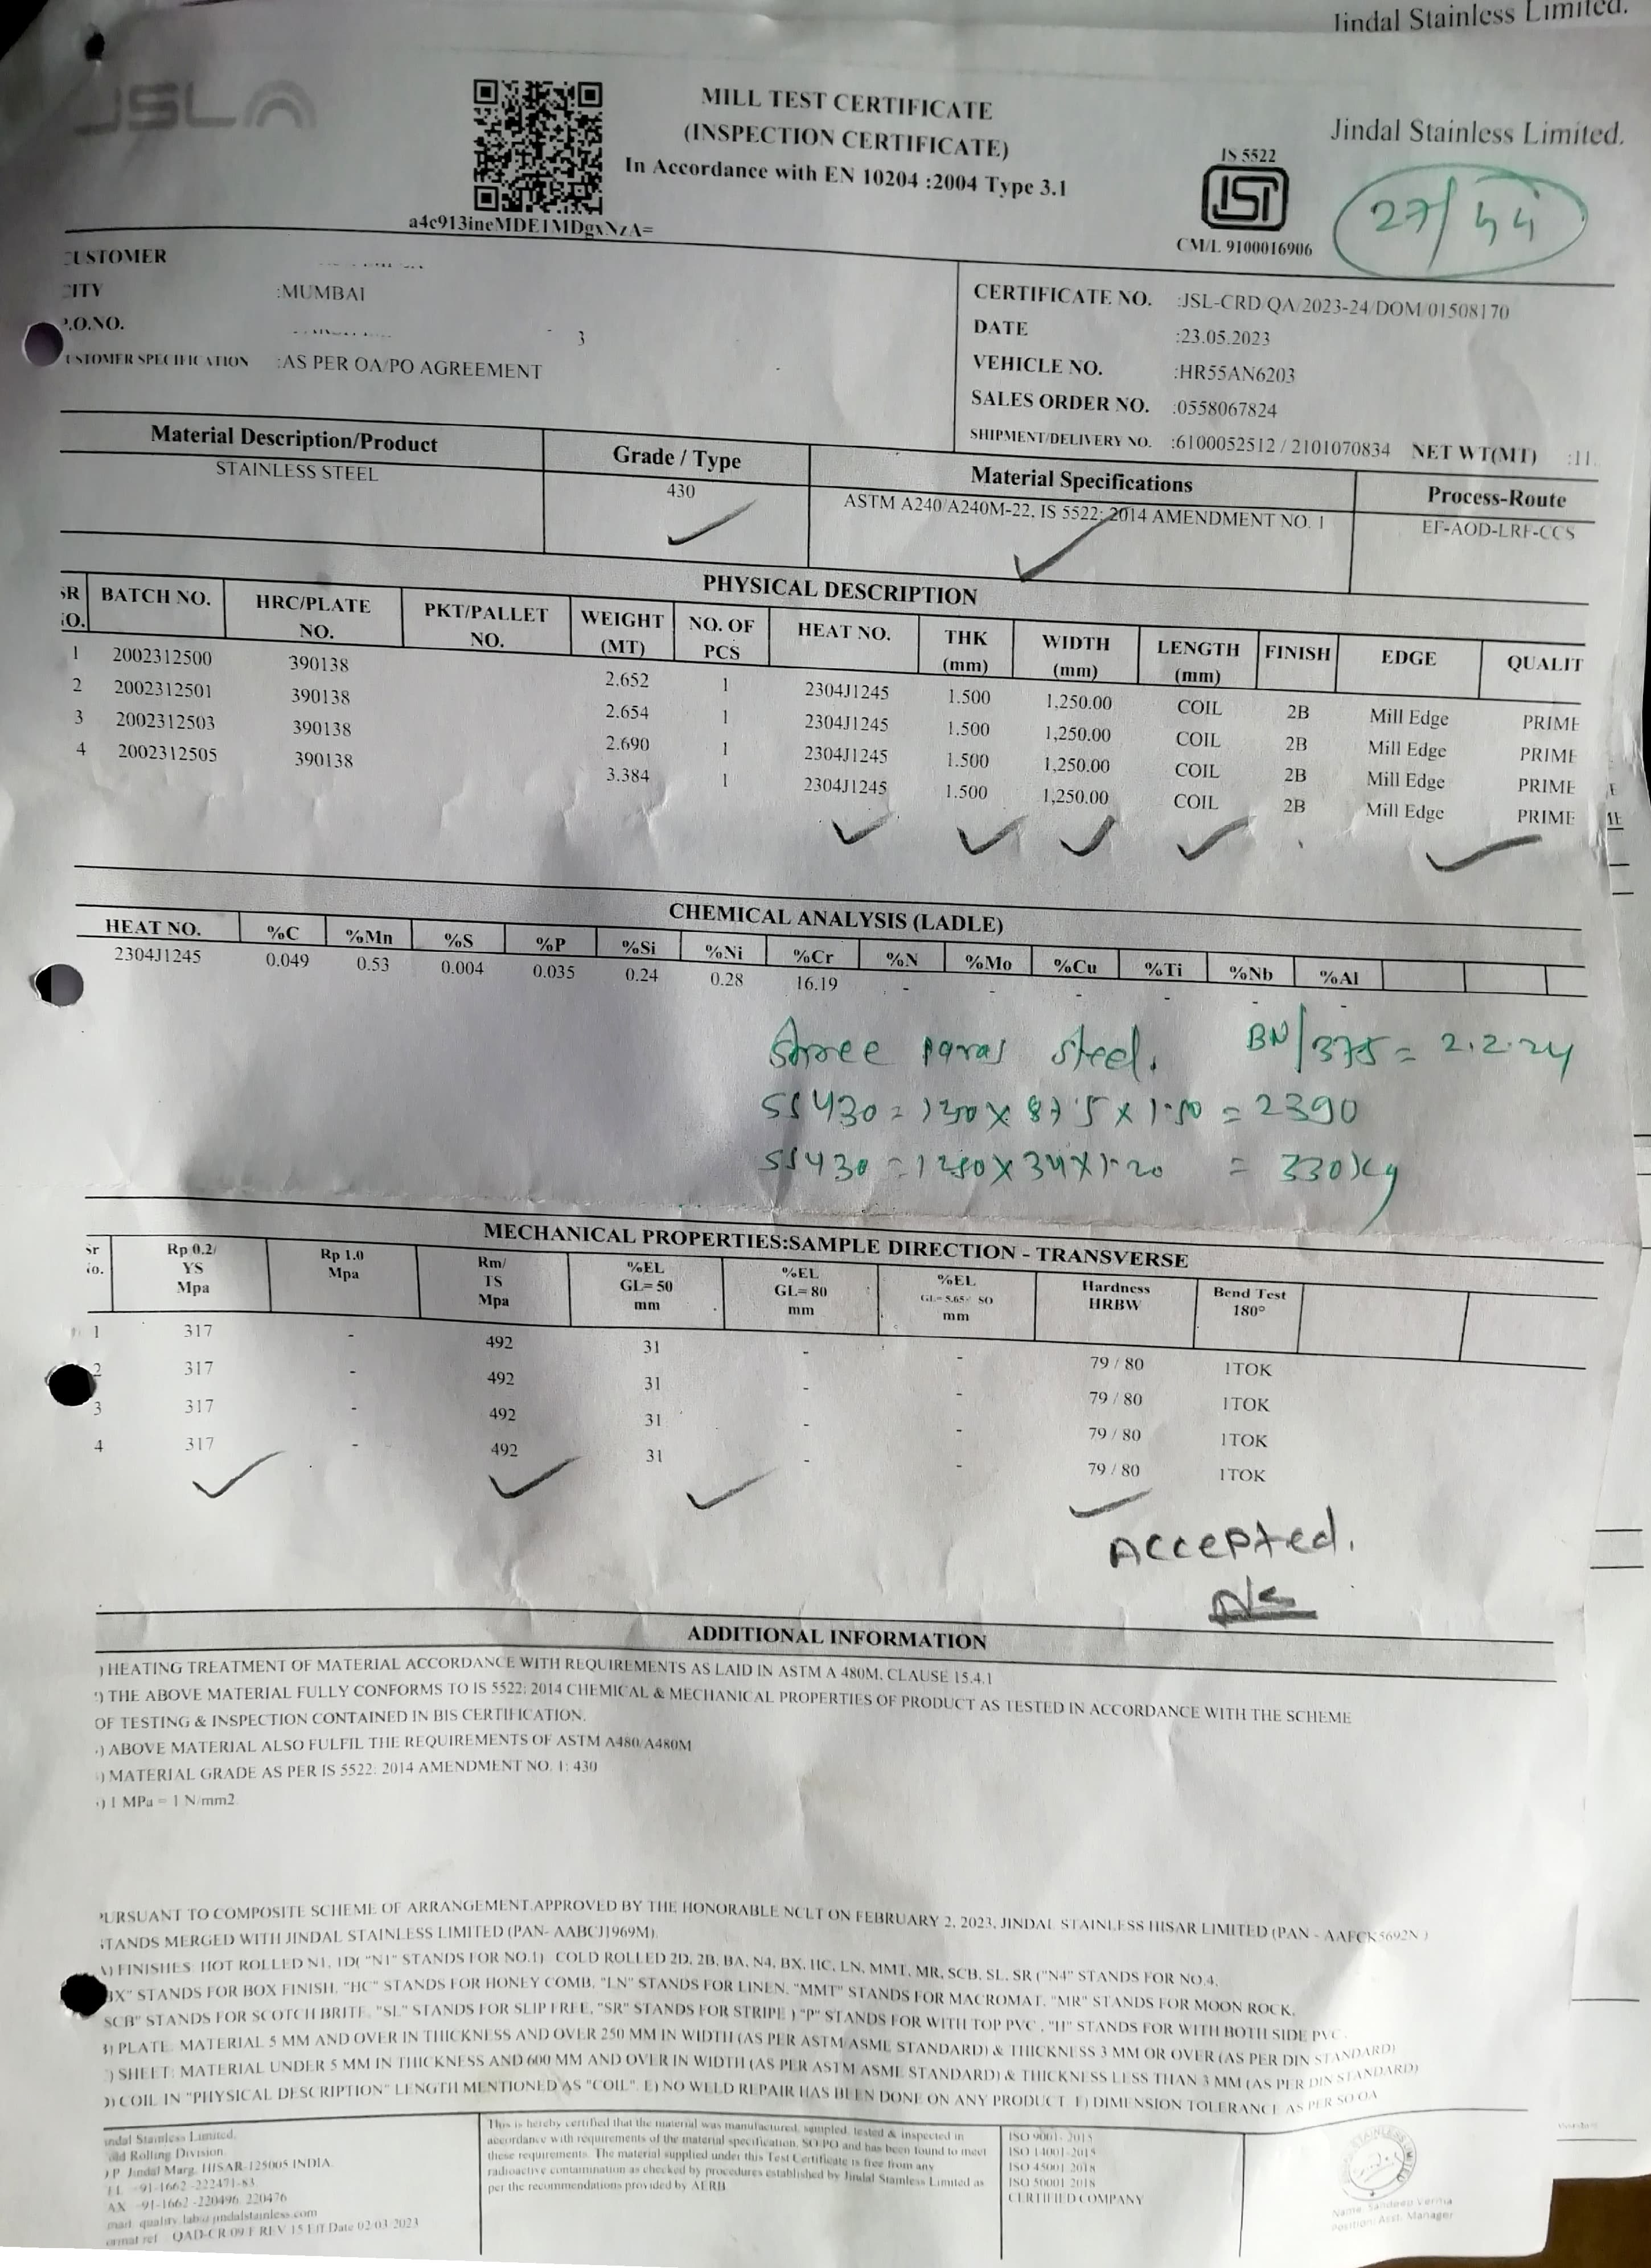 Jindal Stainless Limited.
JSL
MILL TEST CERTIFICATE
(INSPECTION CERTIFICATE)
In Accordance with EN 10204 :2004 Type 3.1
a4c913ineMDE1MDgxNzA=
Jindal Stainless Limited.
IS 5522
ISI
CM/L 9100016906
27/44
CUSTOMER
CITY :MUMBAI
P.O.NO. 3
USTOMER SPECIFICATION :AS PER OA/PO AGREEMENT
CERTIFICATE NO. :JSL-CRD/QA/2023-24/DOM/01508170
DATE :23.05.2023
VEHICLE NO. :HR55AN6203
SALES ORDER NO. :0558067824
SHIPMENT/DELIVERY NO. :6100052512 / 2101070834 NET WT(MT) :11.
Material Description/Product Grade / Type Material Specifications Process-Route
STAINLESS STEEL 430 ASTM A240/A240M-22, IS 5522: 2014 AMENDMENT NO. 1 EF-AOD-LRF-CCS
PHYSICAL DESCRIPTION
SR NO. BATCH NO. HRC/PLATE NO. PKT/PALLET NO. WEIGHT (MT) NO. OF PCS HEAT NO. THK (mm) WIDTH (mm) LENGTH (mm) FINISH EDGE QUALIT
1 2002312500 390138 2.652 1 2304J1245 1.500 1,250.00 COIL 2B Mill Edge PRIME
2 2002312501 390138 2.654 1 2304J1245 1.500 1,250.00 COIL 2B Mill Edge PRIME
3 2002312503 390138 2.690 1 2304J1245 1.500 1,250.00 COIL 2B Mill Edge PRIME
4 2002312505 390138 3.384 1 2304J1245 1.500 1,250.00 COIL 2B Mill Edge PRIME
CHEMICAL ANALYSIS (LADLE)
HEAT NO. %C %Mn %S %P %Si %Ni %Cr %N %Mo %Cu %Ti %Nb %Al
2304J1245 0.049 0.53 0.004 0.035 0.24 0.28 16.19 - - - - - -
Shree paras steel. BN/375 = 2.2.24
SS430 = 1250 X 875 X 1.50 = 2390
SS430 = 1250 X 34 X 1.20 = 330 Kg
MECHANICAL PROPERTIES:SAMPLE DIRECTION - TRANSVERSE
Sr No. Rp 0.2/ YS Mpa Rp 1.0 Mpa Rm/ TS Mpa %EL GL= 50 mm %EL GL= 80 mm %EL GL= 5.65√ SO mm Hardness HRBW Bend Test 180°
1 317 - 492 31 - - 79 / 80 1TOK
2 317 - 492 31 - - 79 / 80 1TOK
3 317 - 492 31 - - 79 / 80 1TOK
4 317 - 492 31 - - 79 / 80 1TOK
Accepted.
ADDITIONAL INFORMATION
) HEATING TREATMENT OF MATERIAL ACCORDANCE WITH REQUIREMENTS AS LAID IN ASTM A 480M, CLAUSE 15.4.1
) THE ABOVE MATERIAL FULLY CONFORMS TO IS 5522: 2014 CHEMICAL & MECHANICAL PROPERTIES OF PRODUCT AS TESTED IN ACCORDANCE WITH THE SCHEME
OF TESTING & INSPECTION CONTAINED IN BIS CERTIFICATION.
) ABOVE MATERIAL ALSO FULFIL THE REQUIREMENTS OF ASTM A480/A480M
) MATERIAL GRADE AS PER IS 5522: 2014 AMENDMENT NO. 1: 430
) 1 MPa = 1 N/mm2
PURSUANT TO COMPOSITE SCHEME OF ARRANGEMENT APPROVED BY THE HONORABLE NCLT ON FEBRUARY 2, 2023, JINDAL STAINLESS HISAR LIMITED (PAN - AAFCK5692N )
STANDS MERGED WITH JINDAL STAINLESS LIMITED (PAN- AABCJ1969M).
A) FINISHES: HOT ROLLED N1, 1D( "N1" STANDS FOR NO.1) COLD ROLLED 2D, 2B, BA, N4, BX, HC, LN, MMT, MR, SCB, SL, SR ("N4" STANDS FOR NO.4,
BX" STANDS FOR BOX FINISH, "HC" STANDS FOR HONEY COMB, "LN" STANDS FOR LINEN, "MMT" STANDS FOR MACROMAT, "MR" STANDS FOR MOON ROCK,
SCB" STANDS FOR SCOTCH BRITE, "SL" STANDS FOR SLIP FREE, "SR" STANDS FOR STRIPE ) "P" STANDS FOR WITH TOP PVC , "H" STANDS FOR WITH BOTH SIDE PVC.
B) PLATE: MATERIAL 5 MM AND OVER IN THICKNESS AND OVER 250 MM IN WIDTH (AS PER ASTM ASME STANDARD) & THICKNESS 3 MM OR OVER (AS PER DIN STANDARD)
) SHEET: MATERIAL UNDER 5 MM IN THICKNESS AND 600 MM AND OVER IN WIDTH (AS PER ASTM ASME STANDARD) & THICKNESS LESS THAN 3 MM (AS PER DIN STANDARD)
D) COIL IN "PHYSICAL DESCRIPTION" LENGTH MENTIONED AS "COIL". E) NO WELD REPAIR HAS BEEN DONE ON ANY PRODUCT F) DIMENSION TOLERANCE AS PER SO/OA
indal Stainless Limited,
old Rolling Division
P Jindal Marg, HISAR-125005 INDIA.
EL -91-1662 -222471-83
AX -91-1662 -220496, 220476
mail. quality.lab@jindalstainless.com
ormat ref QAD-CR/09/F REV 15 Eff Date 02/03/2023
This is hereby certified that the material was manufactured, sampled, tested & inspected in
accordance with requirements of the material specification, SO/PO and has been found to meet
these requirements. The material supplied under this Test Certificate is free from any
radioactive contamination as checked by procedures established by Jindal Stainless Limited as
per the recommendations provided by AERB.
ISO 9001- 2015
ISO 14001 -2015
ISO 45001 2018
ISO 50001 2018
CERTIFIED COMPANY
Name: Sandeep Verma
Position: Asst. Manager